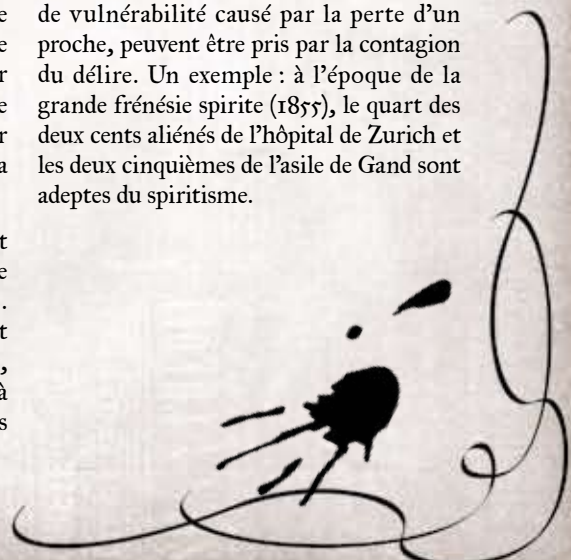 e
e
r
e
r
a
t
e
.
t
,
à
s
de vulnérabilité causé par la perte d'un
proche, peuvent être pris par la contagion
du délire. Un exemple : à l'époque de la
grande frénésie spirite (1855), le quart des
deux cents aliénés de l'hôpital de Zurich et
les deux cinquièmes de l'asile de Gand sont
adeptes du spiritisme.